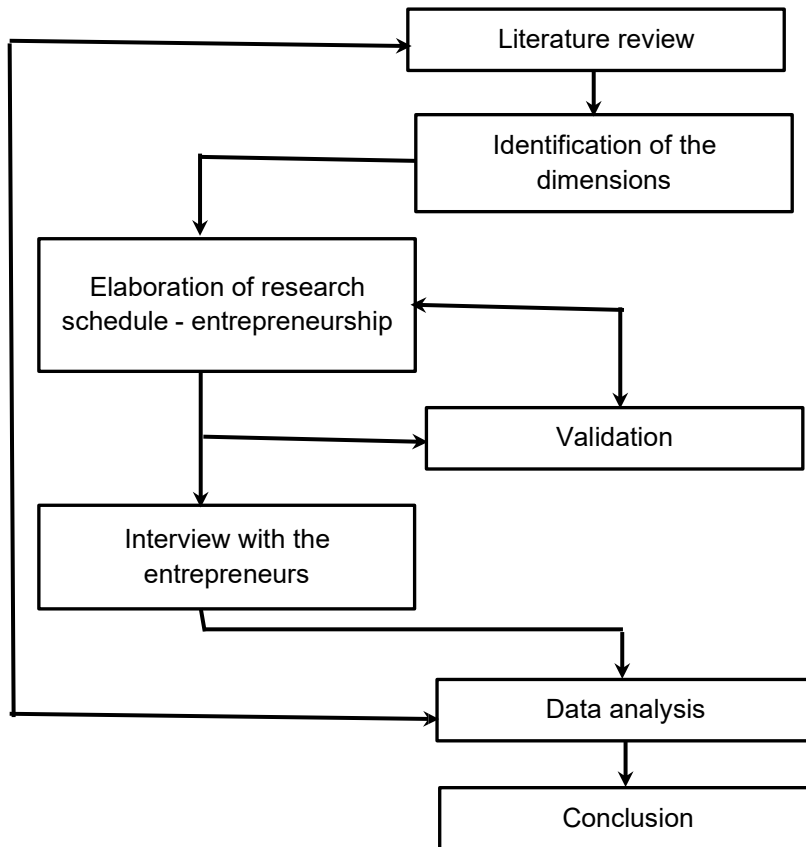 Literature review
Identification of the
dimensions
Elaboration of research
schedule - entrepreneurship
Validation
Interview with the
entrepreneurs
Data analysis
Conclusion